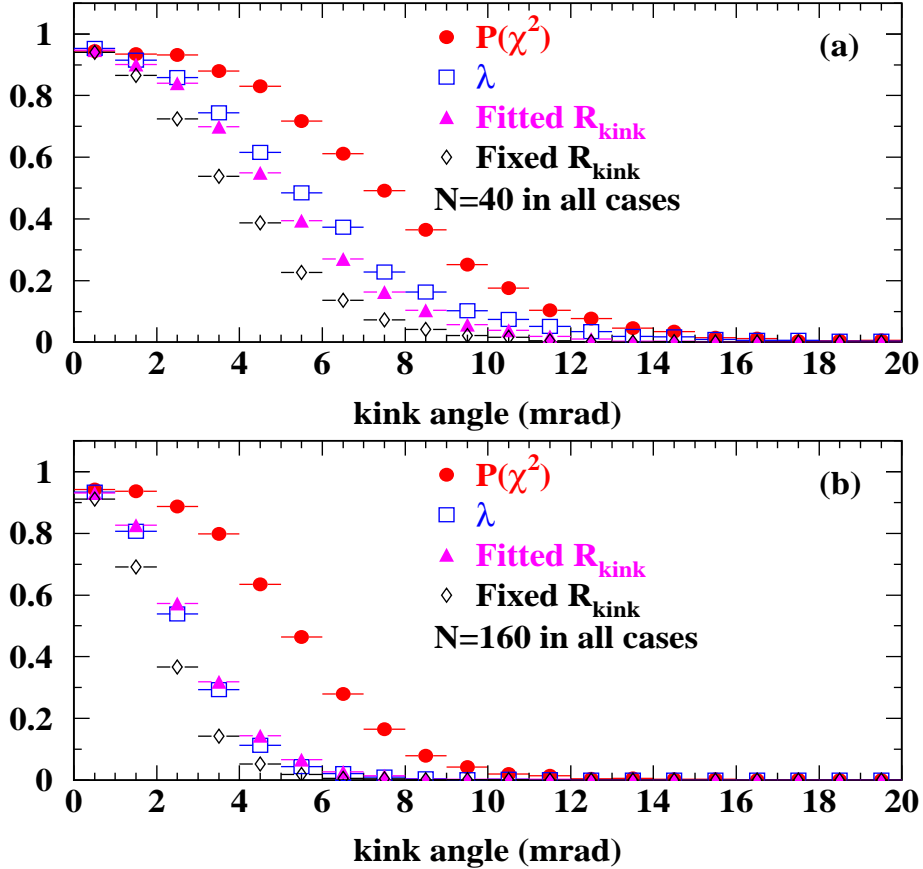 1
0.8
0.6
0.4
0.2
0
(a)
P(χ²)
λ
Fitted R_kink
Fixed R_kink
N=40 in all cases
0 2 4 6 8 10 12 14 16 18 20
kink angle (mrad)
1
0.8
0.6
0.4
0.2
0
(b)
P(χ²)
λ
Fitted R_kink
Fixed R_kink
N=160 in all cases
0 2 4 6 8 10 12 14 16 18 20
kink angle (mrad)